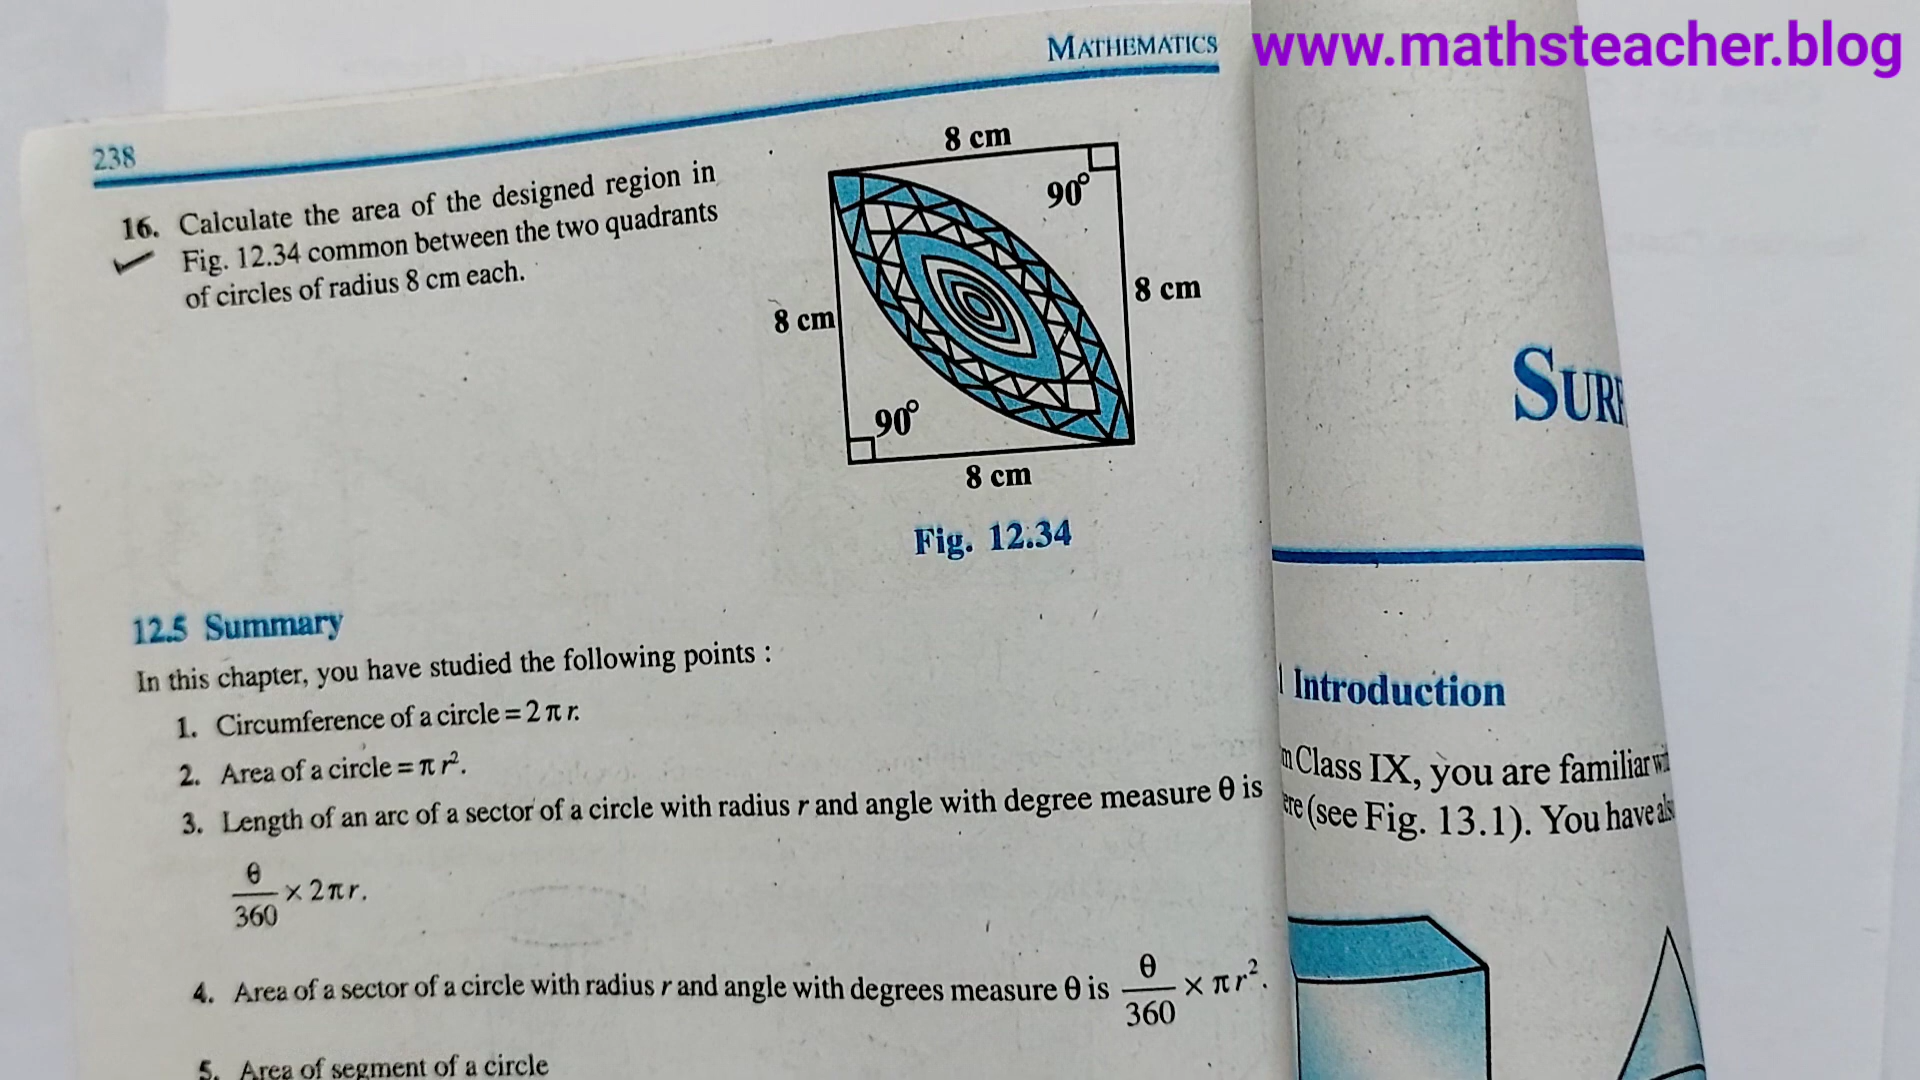 www.mathsteacher.blog
MATHEMATICS
238
16. Calculate the area of the designed region in
Fig. 12.34 common between the two quadrants
of circles of radius 8 cm each.
8 cm
90°
8 cm
8 cm
90°
8 cm
Fig. 12.34
12.5 Summary
In this chapter, you have studied the following points :
1. Circumference of a circle = 2 π r.
2. Area of a circle = π r².
3. Length of an arc of a sector of a circle with radius r and angle with degree measure θ is
θ/360 × 2 π r.
4. Area of a sector of a circle with radius r and angle with degrees measure θ is θ/360 × π r².
5. Area of segment of a circle
Introduction
Class IX, you are familiar
(see Fig. 13.1). You have